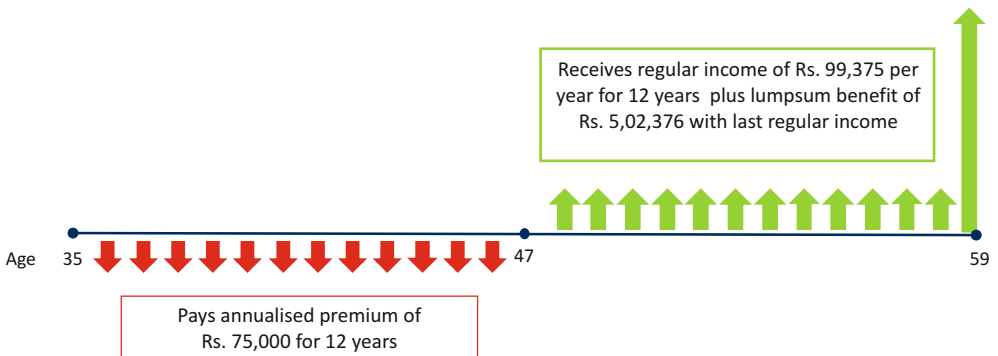 Receives regular income of Rs. 99,375 per
year for 12 years plus lumpsum benefit of
Rs. 5,02,376 with last regular income
Age 35 47 59
Pays annualised premium of
Rs. 75,000 for 12 years